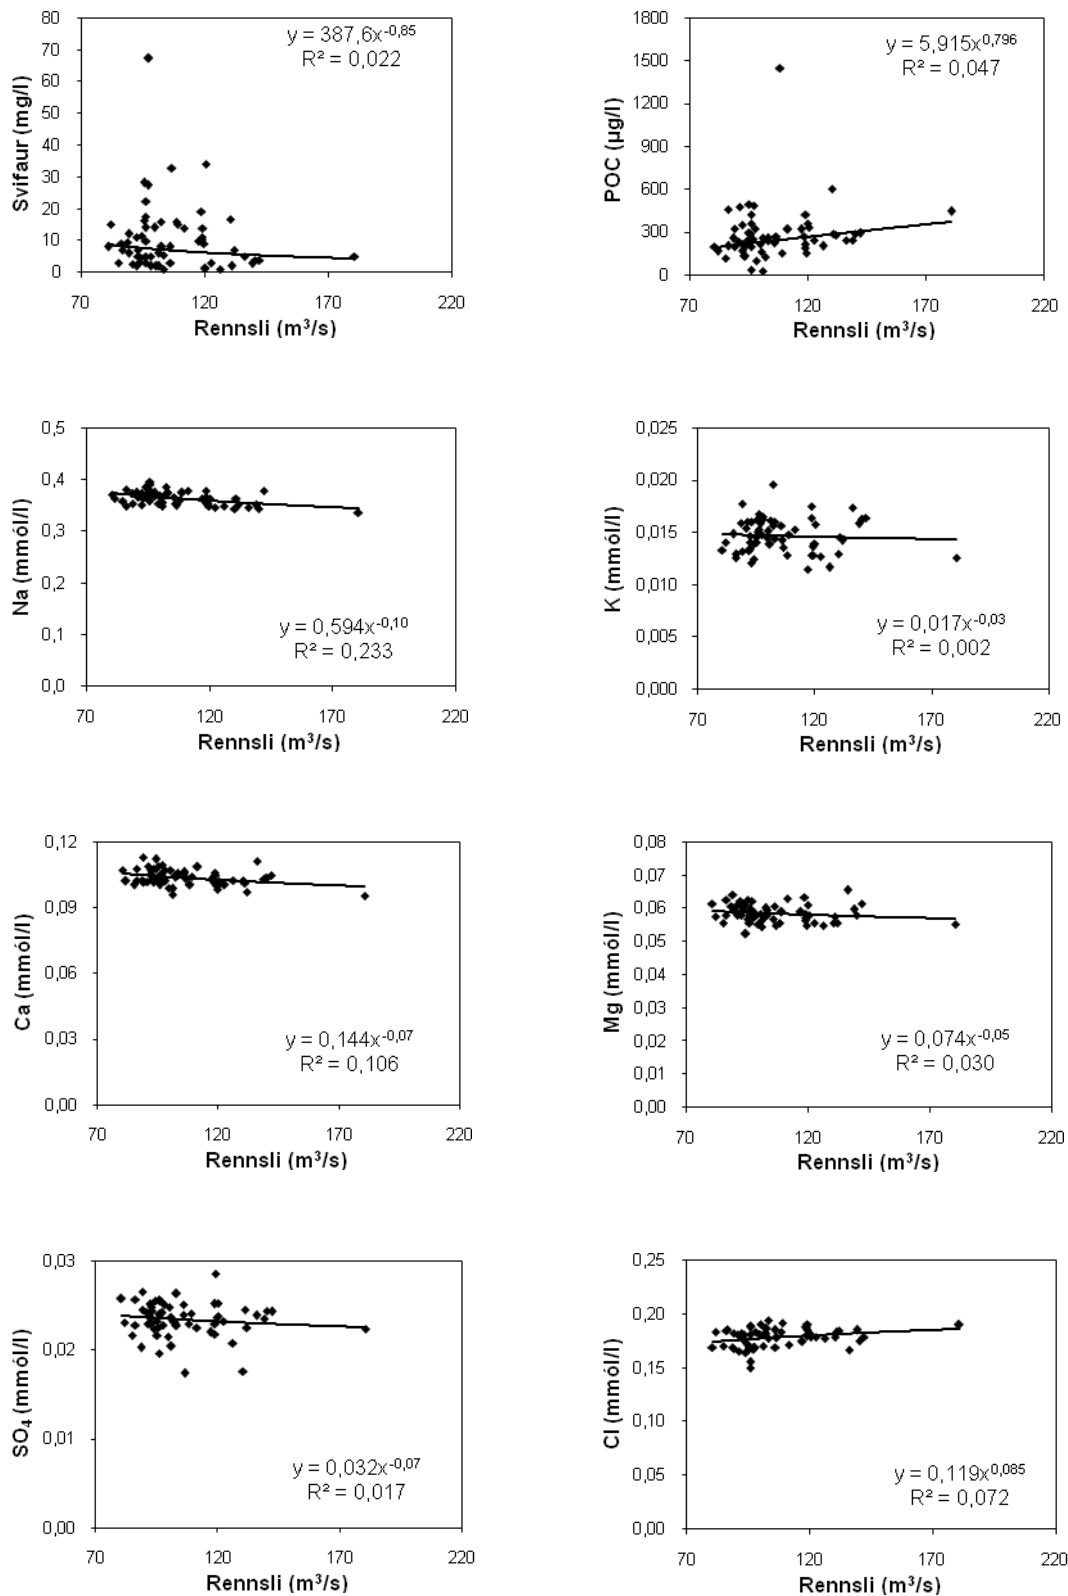 80
70
60
50
40
30
20
10
0
Svifaur (mg/l)
y = 387,6x^-0,85
R² = 0,022
70 120 170 220
Rennsli (m³/s)
1800
1500
1200
900
600
300
0
POC (µg/l)
y = 5,915x^0,796
R² = 0,047
70 120 170 220
Rennsli (m³/s)
0,5
0,4
0,3
0,2
0,1
0,0
Na (mmól/l)
y = 0,594x^-0,10
R² = 0,233
70 120 170 220
Rennsli (m³/s)
0,025
0,020
0,015
0,010
0,005
0,000
K (mmól/l)
y = 0,017x^-0,03
R² = 0,002
70 120 170 220
Rennsli (m³/s)
0,12
0,09
0,06
0,03
0,00
Ca (mmól/l)
y = 0,144x^-0,07
R² = 0,106
70 120 170 220
Rennsli (m³/s)
0,08
0,07
0,06
0,05
0,04
0,03
0,02
0,01
0,00
Mg (mmól/l)
y = 0,074x^-0,05
R² = 0,030
70 120 170 220
Rennsli (m³/s)
0,03
0,02
0,01
0,00
SO₄ (mmól/l)
y = 0,032x^-0,07
R² = 0,017
70 120 170 220
Rennsli (m³/s)
0,25
0,20
0,15
0,10
0,05
0,00
Cl (mmól/l)
y = 0,119x^0,085
R² = 0,072
70 120 170 220
Rennsli (m³/s)